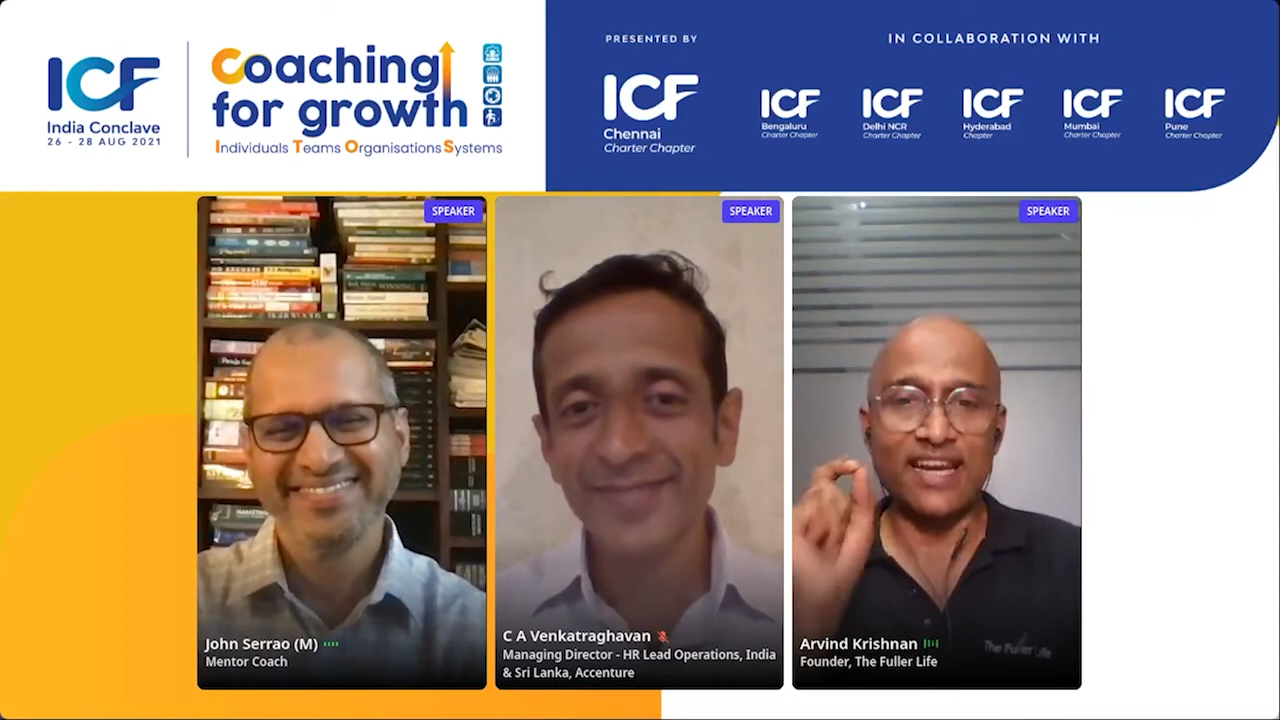 ICF
India Conclave
26 - 28 AUG 2021
Coaching
for growth
Individuals Teams Organisations Systems
PRESENTED BY
ICF
Chennai
Charter Chapter
IN COLLABORATION WITH
ICF
Bengaluru
Charter Chapter
ICF
Delhi NCR
Charter Chapter
ICF
Hyderabad
Chapter
ICF
Mumbai
Charter Chapter
ICF
Pune
Charter Chapter
SPEAKER
SPEAKER
SPEAKER
WINNING
John Serrao (M)
Mentor Coach
C A Venkatraghavan
Managing Director - HR Lead Operations, India
& Sri Lanka, Accenture
The Fuller Life
Arvind Krishnan
Founder, The Fuller Life